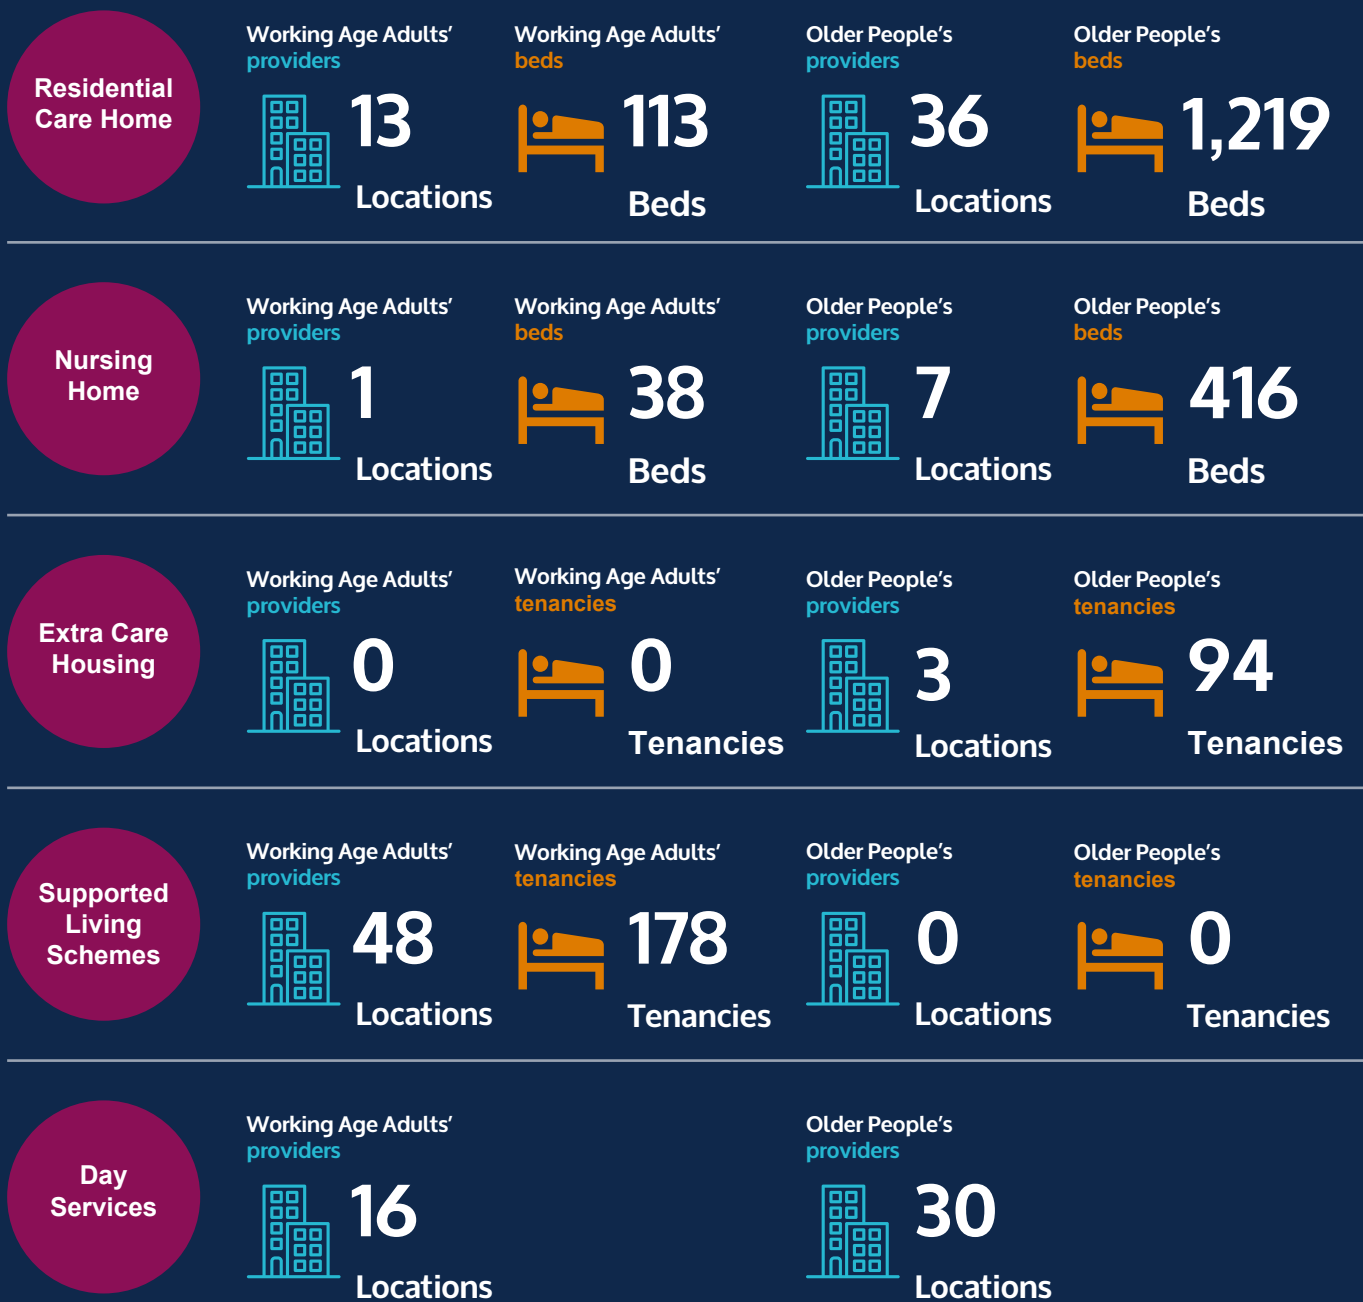 Residential
Care Home
Working Age Adults’
providers
13
Locations
Working Age Adults’
beds
113
Beds
Older People’s
providers
36
Locations
Older People’s
beds
1,219
Beds
Nursing
Home
Working Age Adults’
providers
1
Locations
Working Age Adults’
beds
38
Beds
Older People’s
providers
7
Locations
Older People’s
beds
416
Beds
Extra Care
Housing
Working Age Adults’
providers
0
Locations
Working Age Adults’
tenancies
0
Tenancies
Older People’s
providers
3
Locations
Older People’s
tenancies
94
Tenancies
Supported
Living
Schemes
Working Age Adults’
providers
48
Locations
Working Age Adults’
tenancies
178
Tenancies
Older People’s
providers
0
Locations
Older People’s
tenancies
0
Tenancies
Day
Services
Working Age Adults’
providers
16
Locations
Older People’s
providers
30
Locations